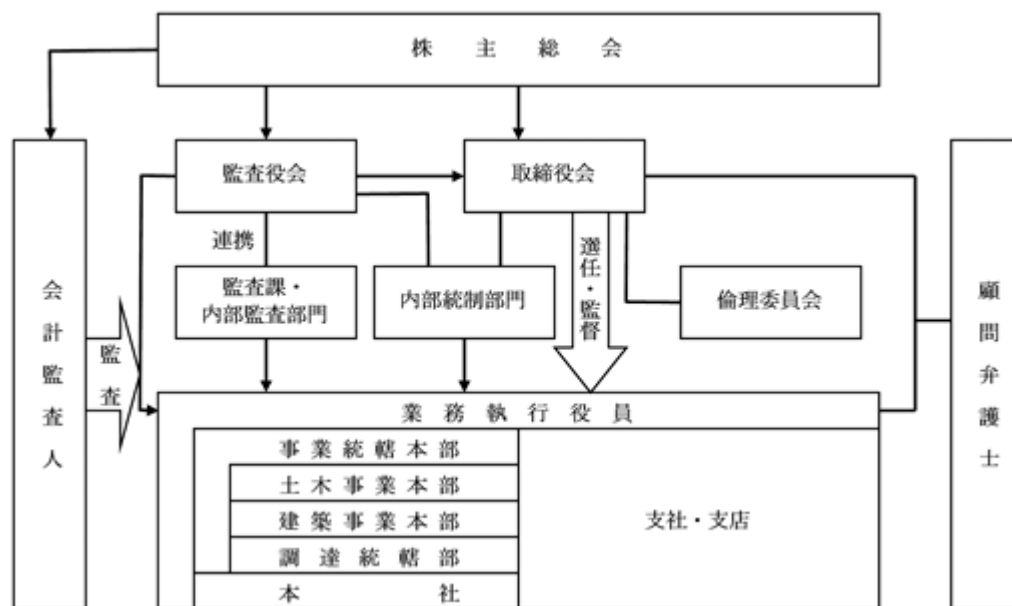 株主総会
監査役会
取締役会
連携
選任・監督
監査課・
内部監査部門
内部統制部門
倫理委員会
会計監査人
監査
顧問弁護士
業務執行役員
事業統轄本部
土木事業本部
建築事業本部
調達統轄部
本社
支社・支店